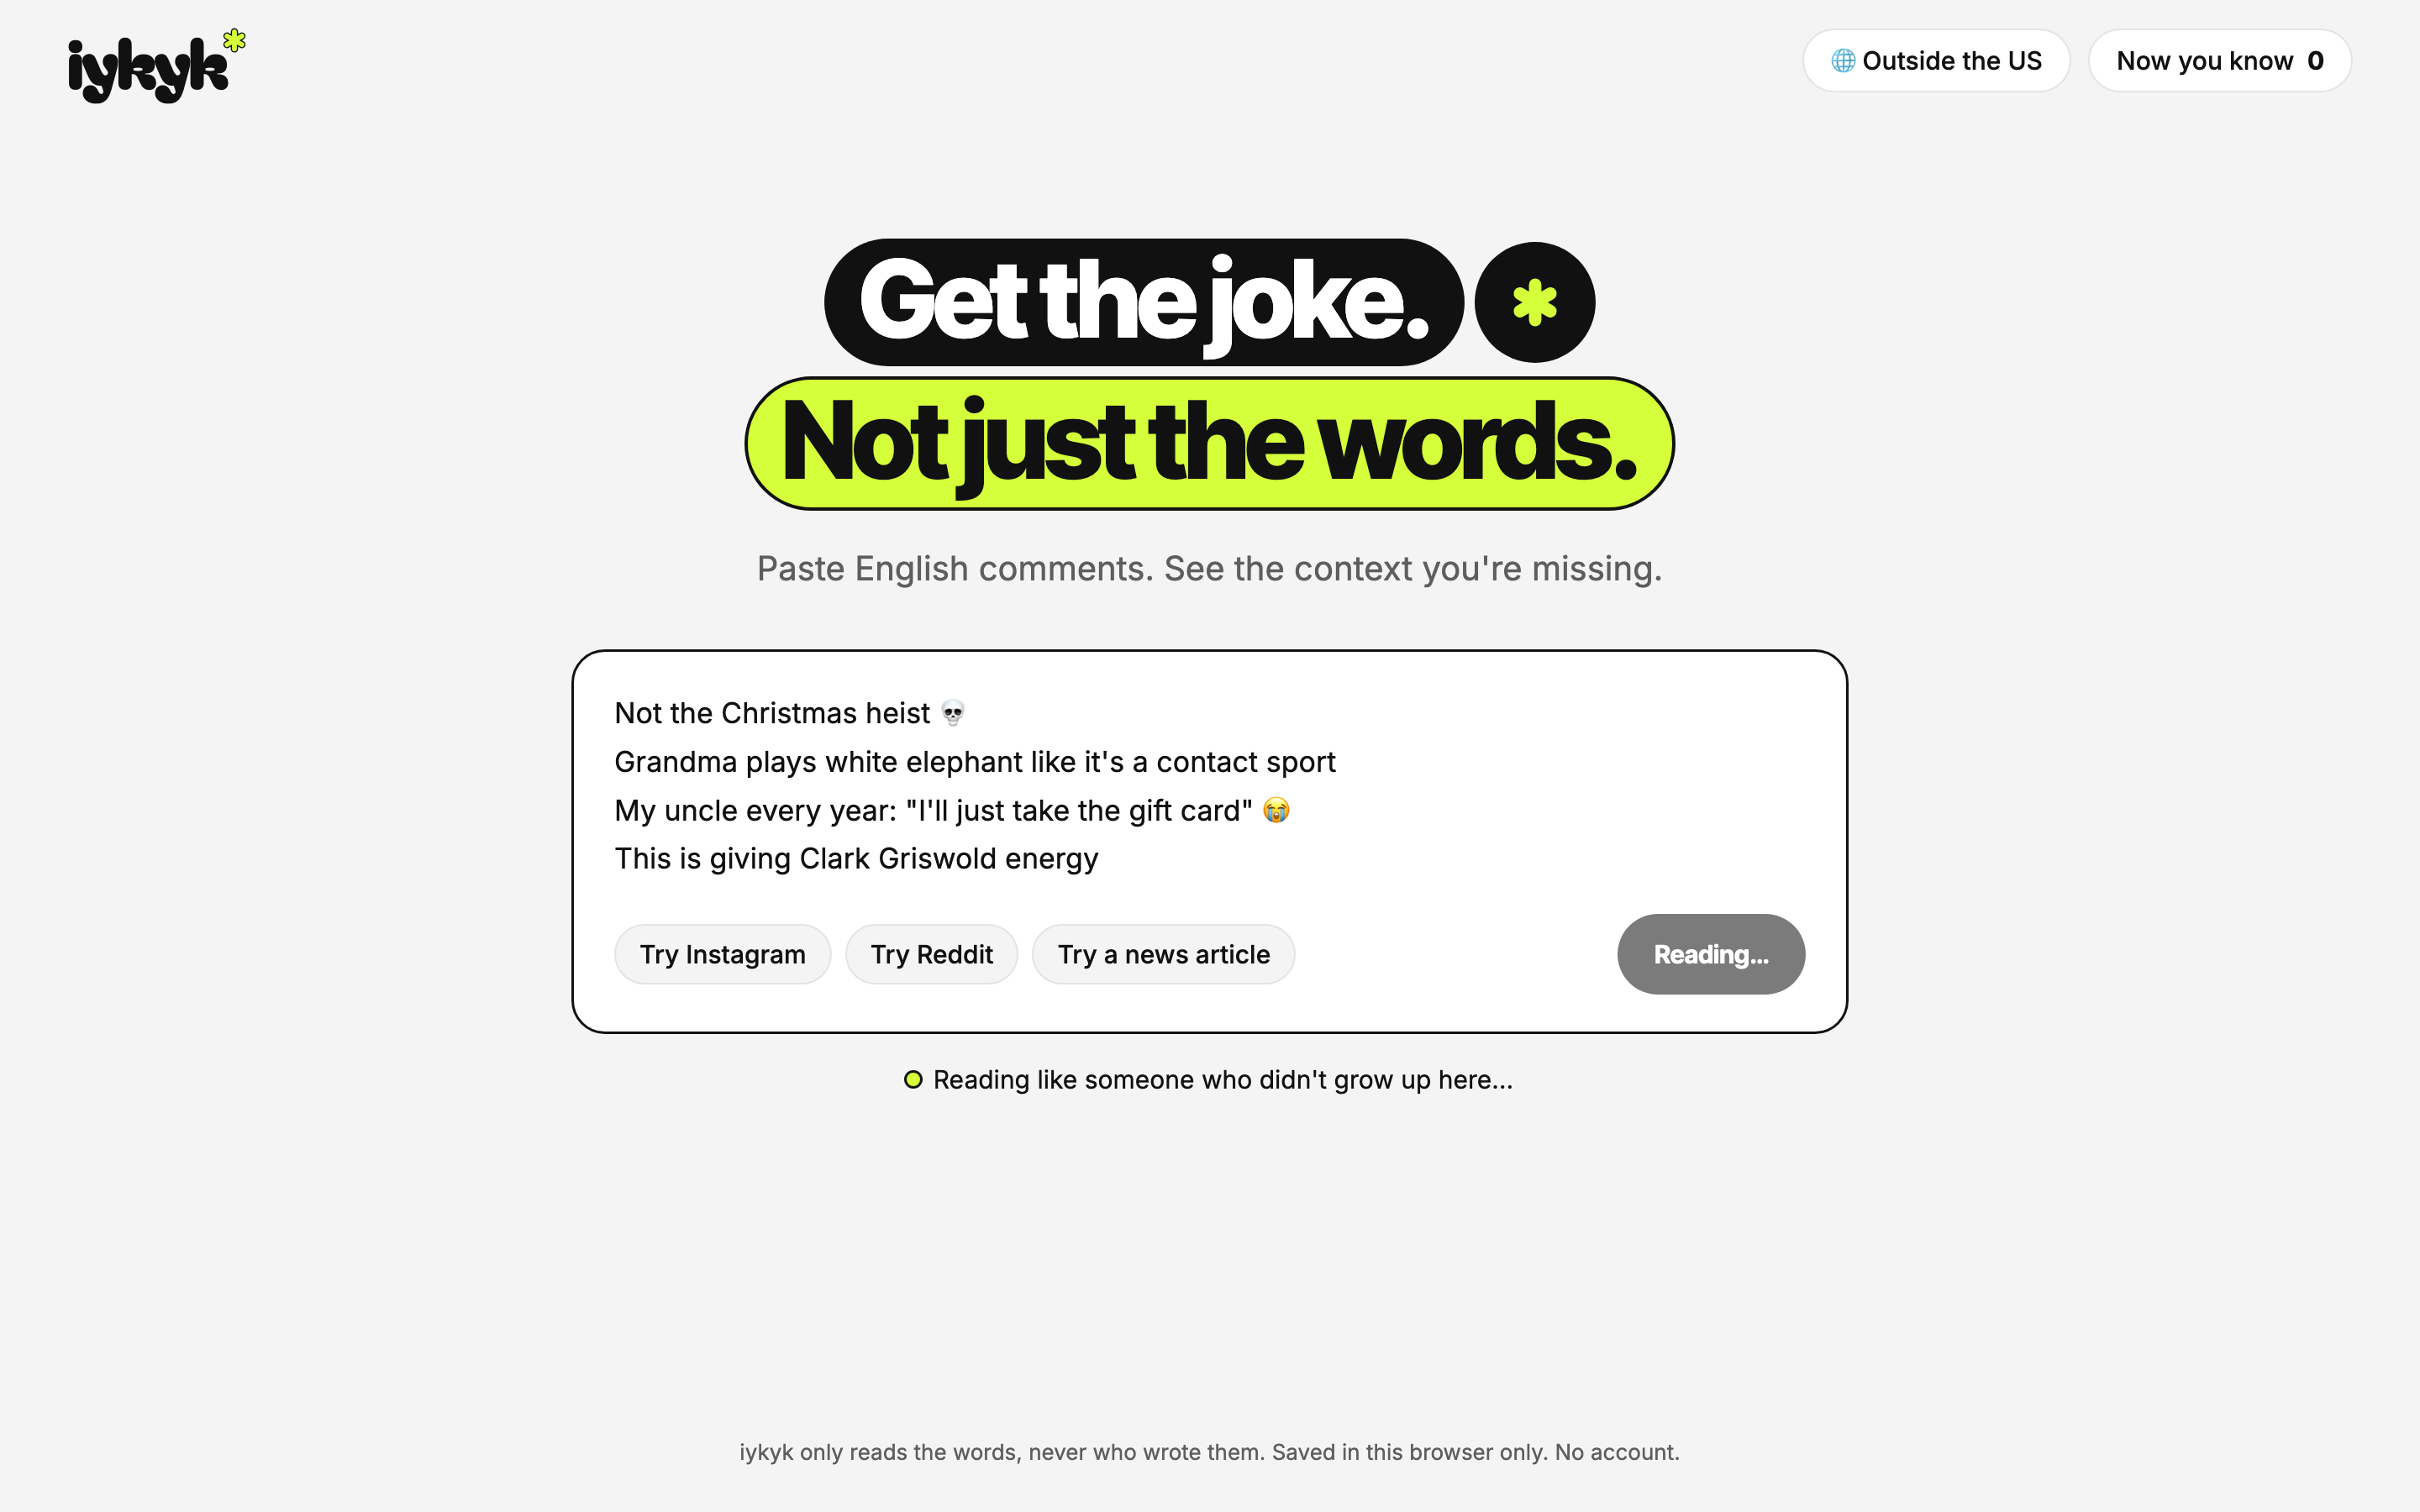 iykyk*
🌐 Outside the US
Now you know 0
Get the joke. *
Not just the words.
Paste English comments. See the context you're missing.
Not the Christmas heist 💀
Grandma plays white elephant like it's a contact sport
My uncle every year: "I'll just take the gift card" 😭
This is giving Clark Griswold energy
Try Instagram
Try Reddit
Try a news article
Reading...
Reading like someone who didn't grow up here...
iykyk only reads the words, never who wrote them. Saved in this browser only. No account.